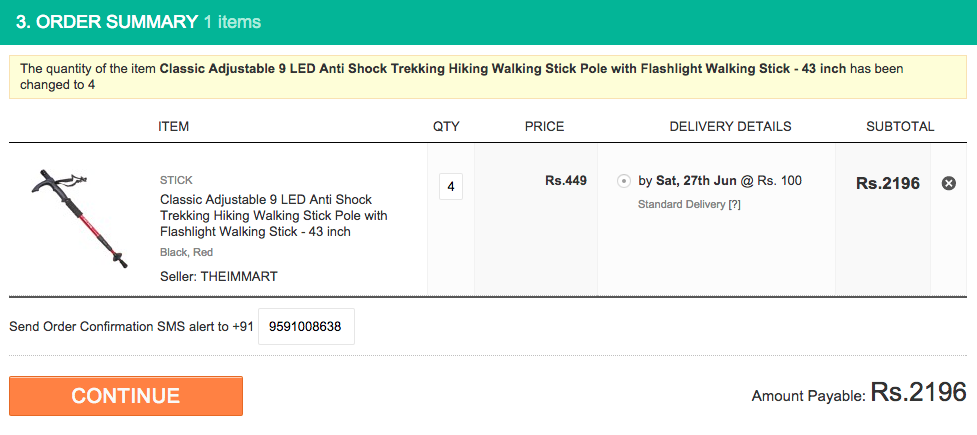 3. ORDER SUMMARY 1 items
The quantity of the item Classic Adjustable 9 LED Anti Shock Trekking Hiking Walking Stick Pole with Flashlight Walking Stick - 43 inch has been
changed to 4
ITEM QTY PRICE DELIVERY DETAILS SUBTOTAL
STICK
Classic Adjustable 9 LED Anti Shock
Trekking Hiking Walking Stick Pole with
Flashlight Walking Stick - 43 inch
Black, Red
Seller: THEIMMART
4
Rs.449
by Sat, 27th Jun @ Rs. 100
Standard Delivery [?]
Rs.2196
Send Order Confirmation SMS alert to +91 9591008638
CONTINUE
Amount Payable: Rs.2196